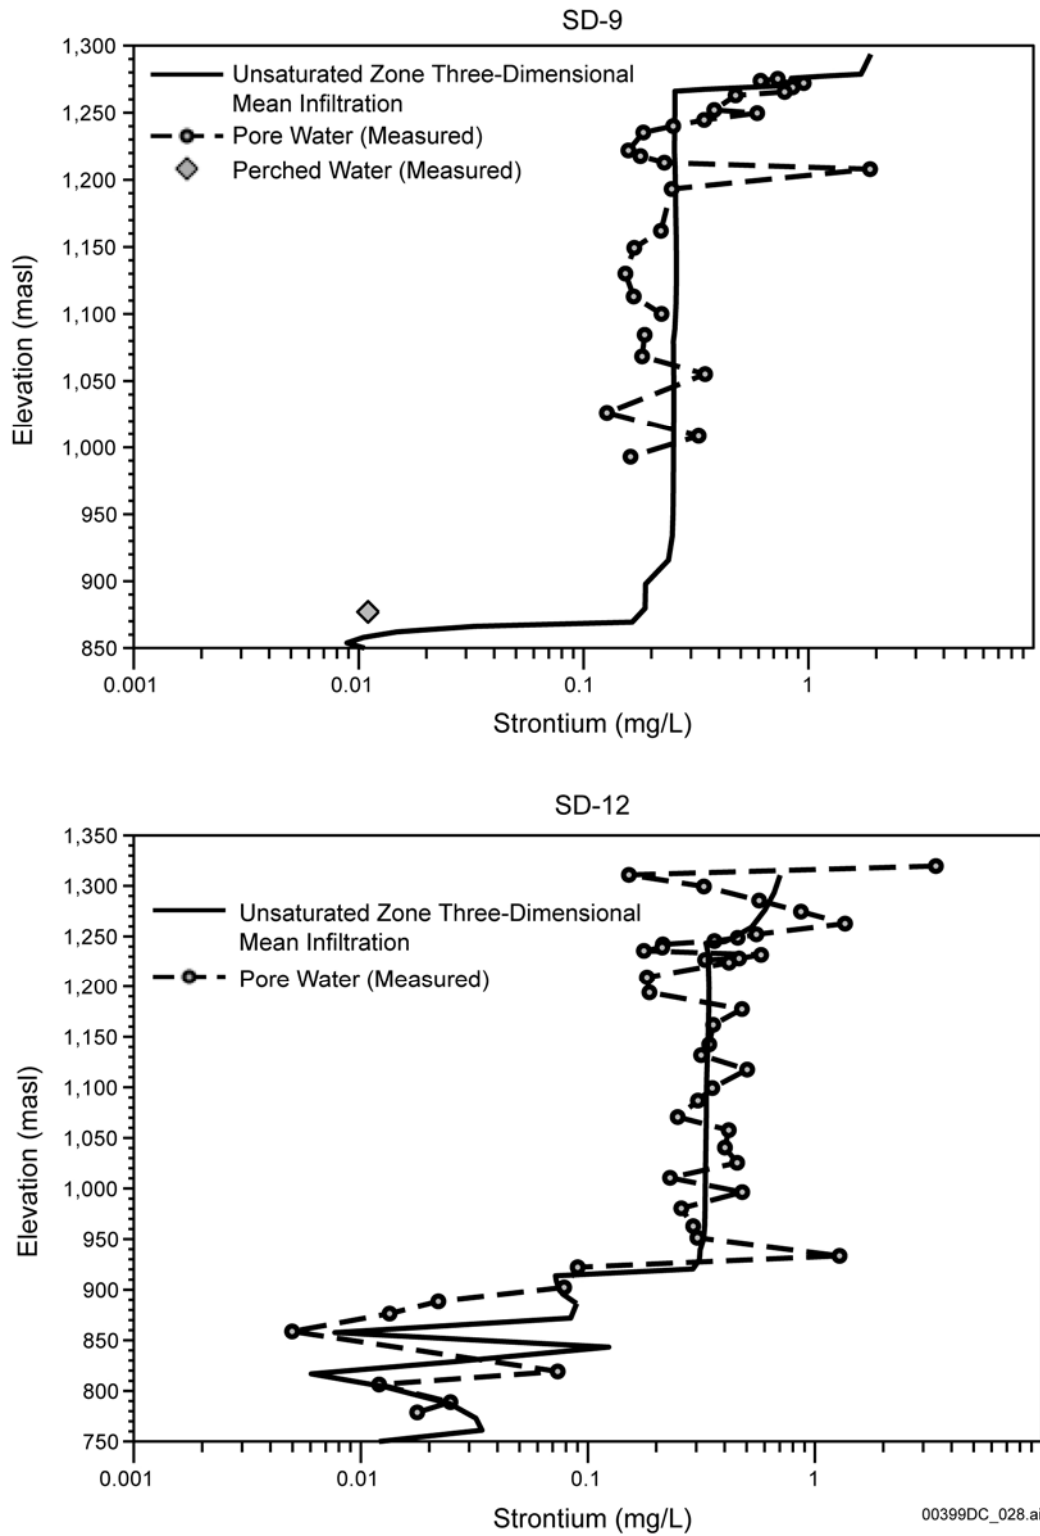 SD-9
1,300
1,250
1,200
1,150
1,100
1,050
1,000
950
900
850
Elevation (masl)
Unsaturated Zone Three-Dimensional
Mean Infiltration
Pore Water (Measured)
Perched Water (Measured)
0.001
0.01
0.1
1
Strontium (mg/L)
SD-12
1,350
1,300
1,250
1,200
1,150
1,100
1,050
1,000
950
900
850
800
750
Elevation (masl)
Unsaturated Zone Three-Dimensional
Mean Infiltration
Pore Water (Measured)
0.001
0.01
0.1
1
Strontium (mg/L)
00399DC_028.ai